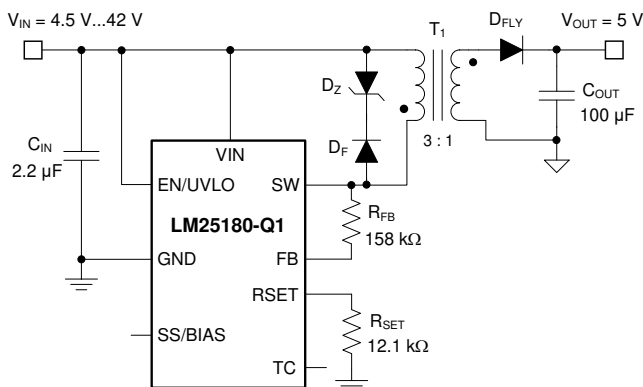 V_IN = 4.5 V...42 V
T_1
D_FLY
V_OUT = 5 V
D_Z
D_F
C_OUT
100 µF
3 : 1
C_IN
2.2 µF
VIN
EN/UVLO
SW
LM25180-Q1
R_FB
158 kΩ
GND
FB
RSET
SS/BIAS
R_SET
12.1 kΩ
TC